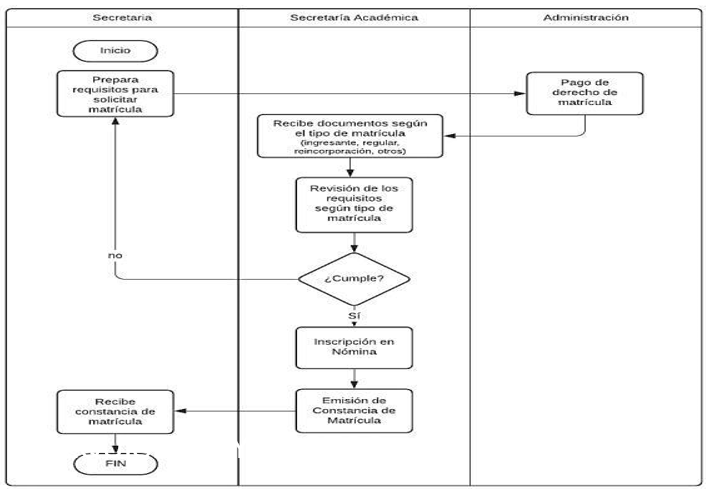 Secretaria
Secretaría Académica
Administración
Inicio
Prepara
requisitos para
solicitar
matrícula
Pago de
derecho de
matrícula
Recibe documentos según
el tipo de matrícula
(ingresante, regular,
reincorporación, otros)
Revisión de los
requisitos
según tipo de
matrícula
¿Cumple?
no
Sí
Inscripción en
Nómina
Emisión de
Constancia de
Matrícula
Recibe
constancia de
matrícula
FIN